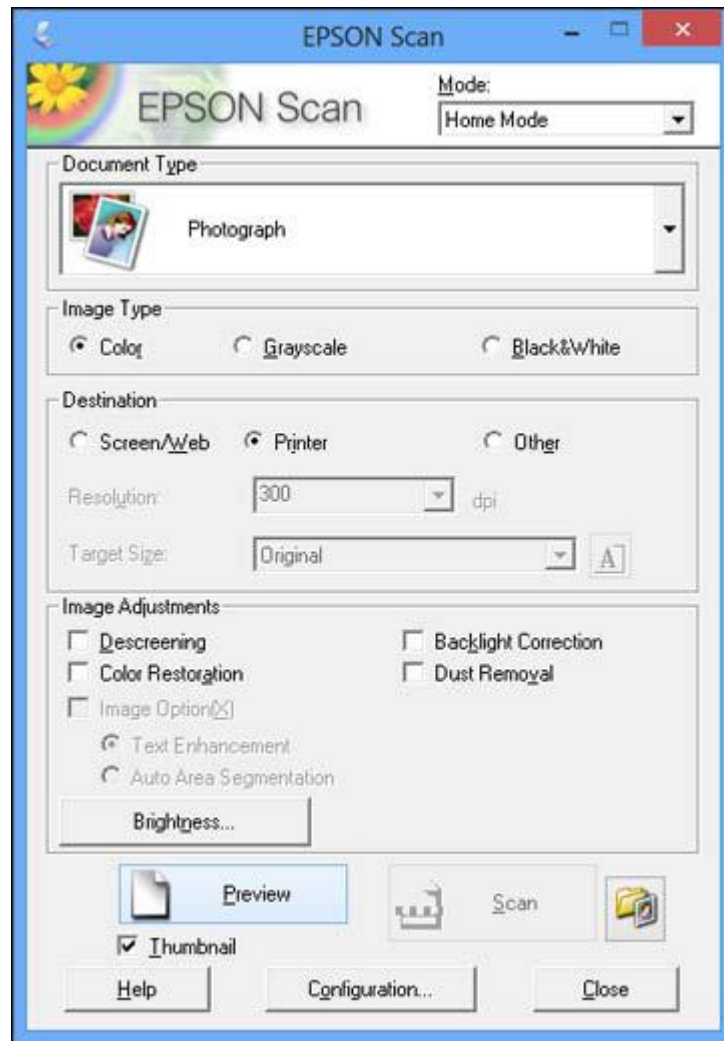 EPSON Scan
EPSON Scan
Mode:
Home Mode
Document Type
Photograph
Image Type
Color Grayscale Black&White
Destination
Screen/Web Printer Other
Resolution: 300 dpi
Target Size: Original A
Image Adjustments
Descreening Backlight Correction
Color Restoration Dust Removal
Image Option(X)
Text Enhancement
Auto Area Segmentation
Brightness...
Preview Scan
Thumbnail
Help Configuration... Close